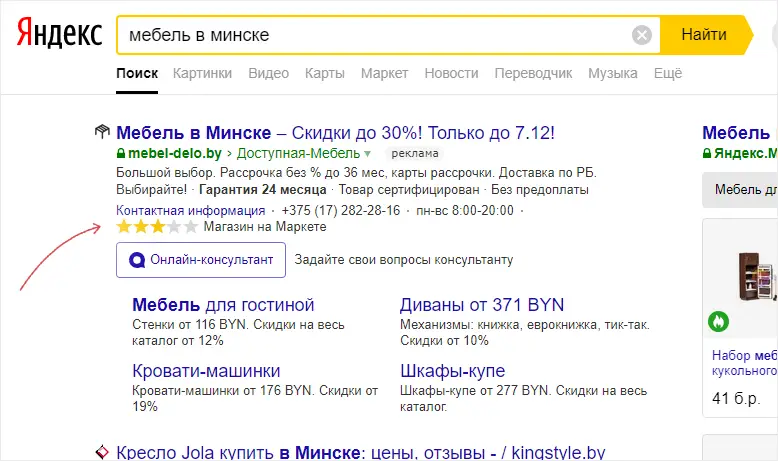 Яндекс
мебель в минске
Найти
Поиск Картинки Видео Карты Маркет Новости Переводчик Музыка Ещё
Мебель в Минске – Скидки до 30%! Только до 7.12!
mebel-delo.by › Доступная-Мебель реклама
Большой выбор. Рассрочка без % до 36 мес, карты рассрочки. Доставка по РБ.
Выбирайте! · Гарантия 24 месяца · Товар сертифицирован · Без предоплаты
Контактная информация · +375 (17) 282-28-16 · пн-вс 8:00-20:00 ·
Магазин на Маркете
Онлайн-консультант Задайте свои вопросы консультанту
Мебель для гостиной
Стенки от 116 BYN. Скидки на весь
каталог от 12%
Диваны от 371 BYN
Механизмы: книжка, еврокнижка, тик-так.
Скидки от 10%
Кровати-машинки
Кровати-машинки от 176 BYN. Скидки от
19%
Шкафы-купе
Шкафы-купе от 277 BYN. Скидки на весь
каталог.
Кресло Jola купить в Минске: цены, отзывы - / kingstyle.by
Мебель
Яндекс.М
Мебель дл
Набор меб
кукольного
41 б.р.